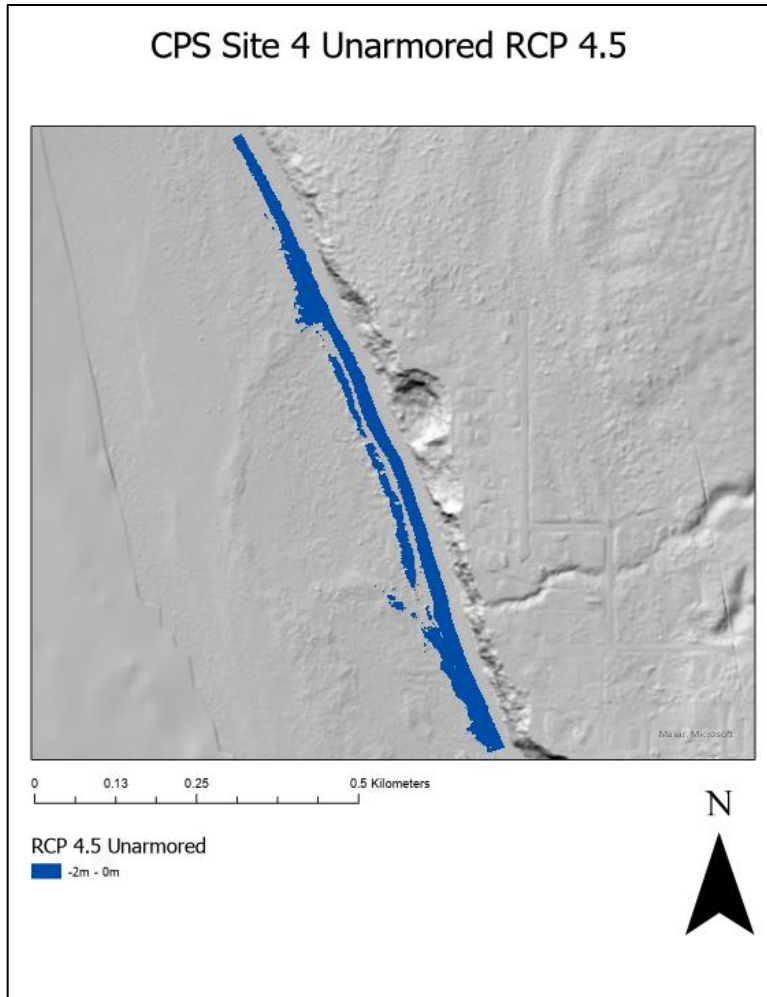 CPS Site 4 Unarmored RCP 4.5
Maxar, Microsoft
0 0.13 0.25 0.5 Kilometers
N
RCP 4.5 Unarmored
-2m - 0m